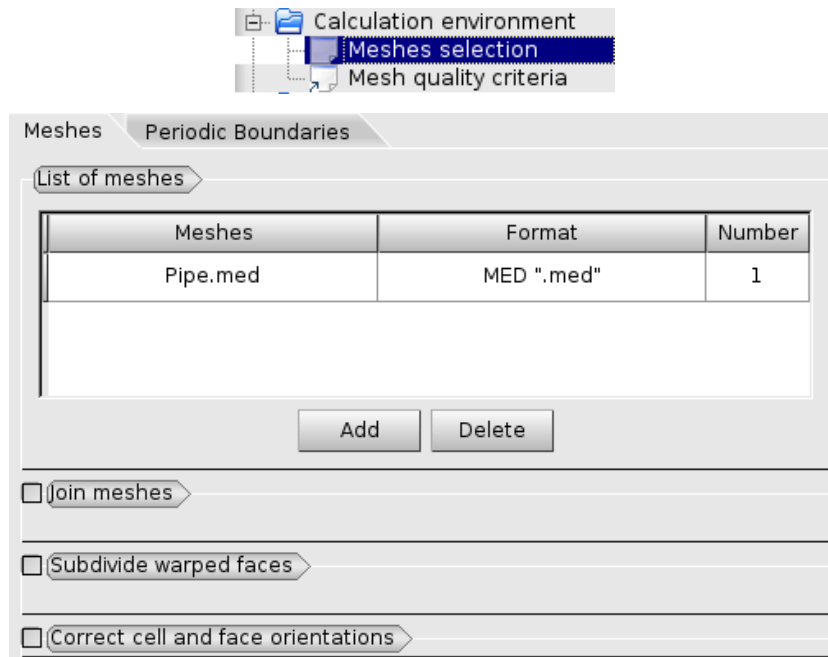 Calculation environment
Meshes selection
Mesh quality criteria
Meshes Periodic Boundaries
List of meshes
Meshes Format Number
Pipe.med MED ".med" 1
Add Delete
Join meshes
Subdivide warped faces
Correct cell and face orientations